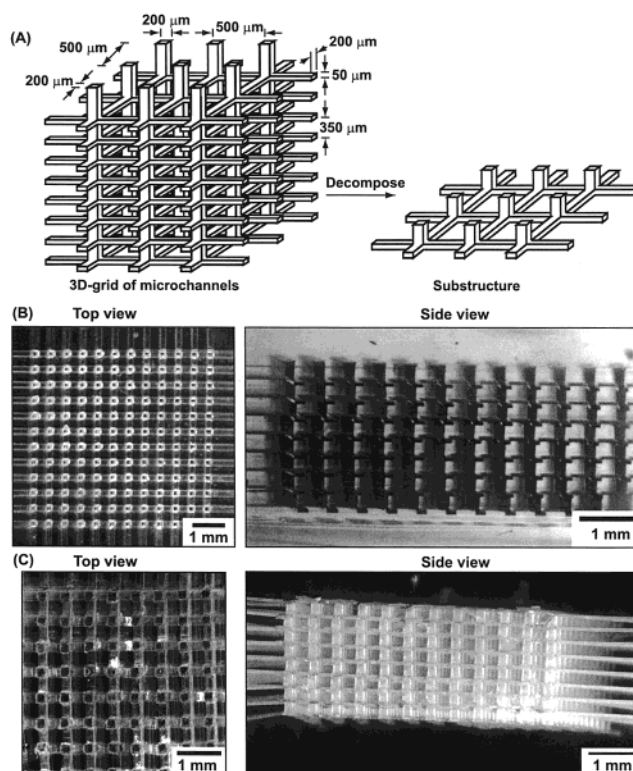 (A)
200 μm
500 μm
200 μm
500 μm
50 μm
200 μm
350 μm
Decompose
3D-grid of microchannels
Substructure
(B)
Top view
Side view
1 mm
1 mm
(C)
Top view
Side view
1 mm
1 mm